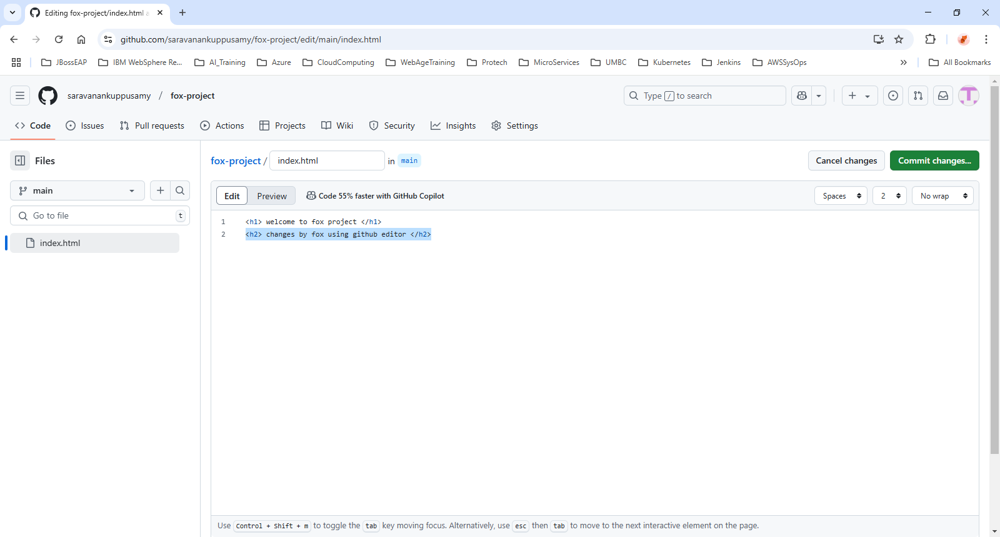 Editing fox-project/index.html a
github.com/saravanankuppusamy/fox-project/edit/main/index.html
JBossEAP
IBM WebSphere Re...
AI_Training
Azure
CloudComputing
WebAgeTraining
Protech
MicroServices
UMBC
Kubernetes
Jenkins
AWSSysOps
All Bookmarks
saravanankuppusamy / fox-project
Type / to search
Code
Issues
Pull requests
Actions
Projects
Wiki
Security
Insights
Settings
Files
fox-project / index.html in main
Cancel changes
Commit changes...
main
Go to file
t
index.html
Edit
Preview
Code 55% faster with GitHub Copilot
Spaces
2
No wrap
1 <h1> welcome to fox project </h1>
2 <h2> changes by fox using github editor </h2>
Use Control + Shift + m to toggle the tab key moving focus. Alternatively, use esc then tab to move to the next interactive element on the page.